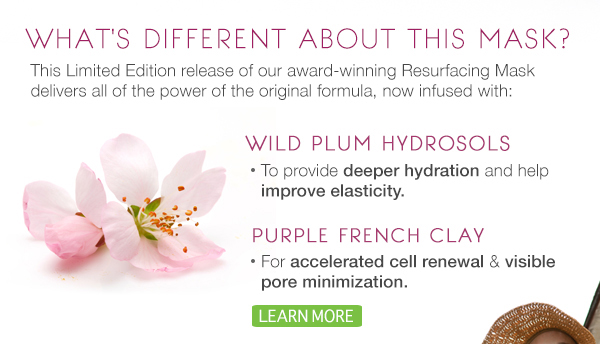 WHAT'S DIFFERENT ABOUT THIS MASK?
This Limited Edition release of our award-winning Resurfacing Mask
delivers all of the power of the original formula, now infused with:
WILD PLUM HYDROSOLS
• To provide deeper hydration and help
improve elasticity.
PURPLE FRENCH CLAY
• For accelerated cell renewal & visible
pore minimization.
LEARN MORE